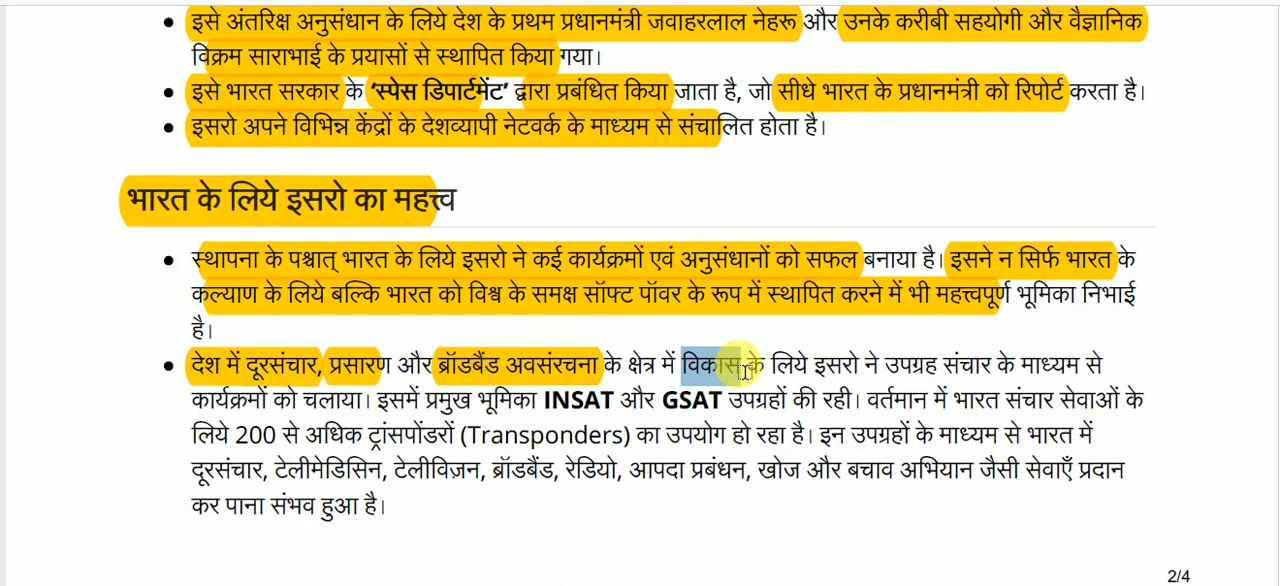 इसे अंतरिक्ष अनुसंधान के लिये देश के प्रथम प्रधानमंत्री जवाहरलाल नेहरू और उनके करीबी सहयोगी और वैज्ञानिक
विक्रम साराभाई के प्रयासों से स्थापित किया गया।
इसे भारत सरकार के ‘स्पेस डिपार्टमेंट’ द्वारा प्रबंधित किया जाता है, जो सीधे भारत के प्रधानमंत्री को रिपोर्ट करता है।
इसरो अपने विभिन्न केंद्रों के देशव्यापी नेटवर्क के माध्यम से संचालित होता है।
भारत के लिये इसरो का महत्त्व
स्थापना के पश्चात् भारत के लिये इसरो ने कई कार्यक्रमों एवं अनुसंधानों को सफल बनाया है। इसने न सिर्फ भारत के
कल्याण के लिये बल्कि भारत को विश्व के समक्ष सॉफ्ट पॉवर के रूप में स्थापित करने में भी महत्त्वपूर्ण भूमिका निभाई
है।
देश में दूरसंचार, प्रसारण और ब्रॉडबैंड अवसंरचना के क्षेत्र में विकास के लिये इसरो ने उपग्रह संचार के माध्यम से
कार्यक्रमों को चलाया। इसमें प्रमुख भूमिका INSAT और GSAT उपग्रहों की रही। वर्तमान में भारत संचार सेवाओं के
लिये 200 से अधिक ट्रांसपोंडरों (Transponders) का उपयोग हो रहा है। इन उपग्रहों के माध्यम से भारत में
दूरसंचार, टेलीमेडिसिन, टेलीविज़न, ब्रॉडबैंड, रेडियो, आपदा प्रबंधन, खोज और बचाव अभियान जैसी सेवाएँ प्रदान
कर पाना संभव हुआ है।
2/4